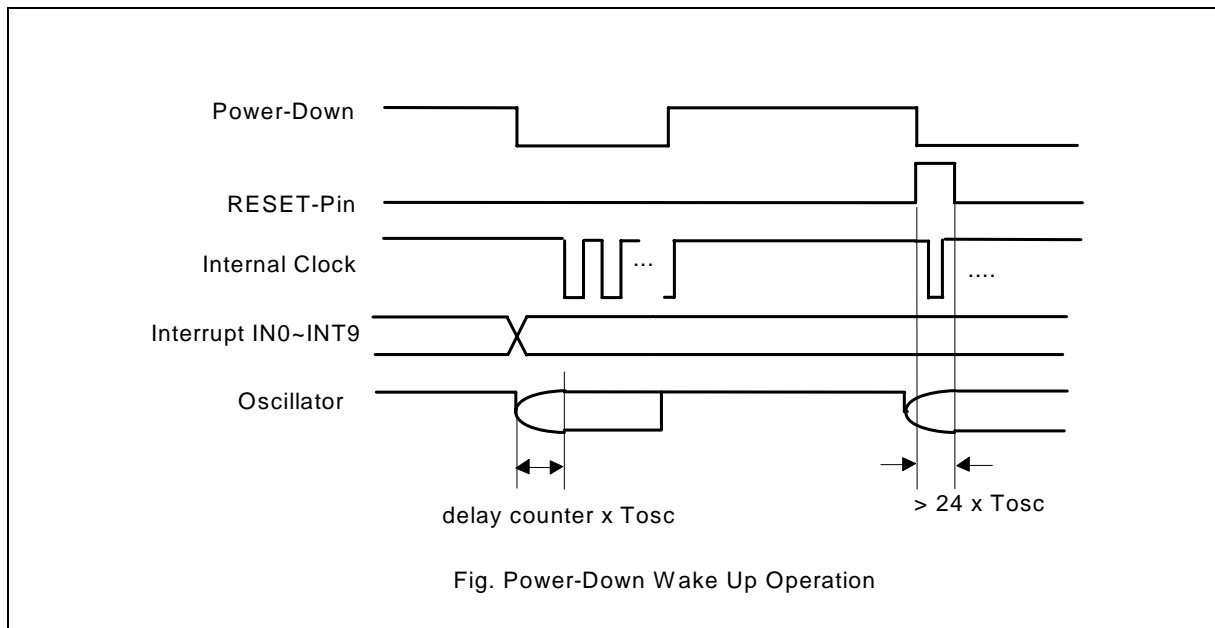 Power-Down
RESET-Pin
Internal Clock
...
....
Interrupt IN0~INT9
Oscillator
delay counter x Tosc
> 24 x Tosc
Fig. Power-Down Wake Up Operation